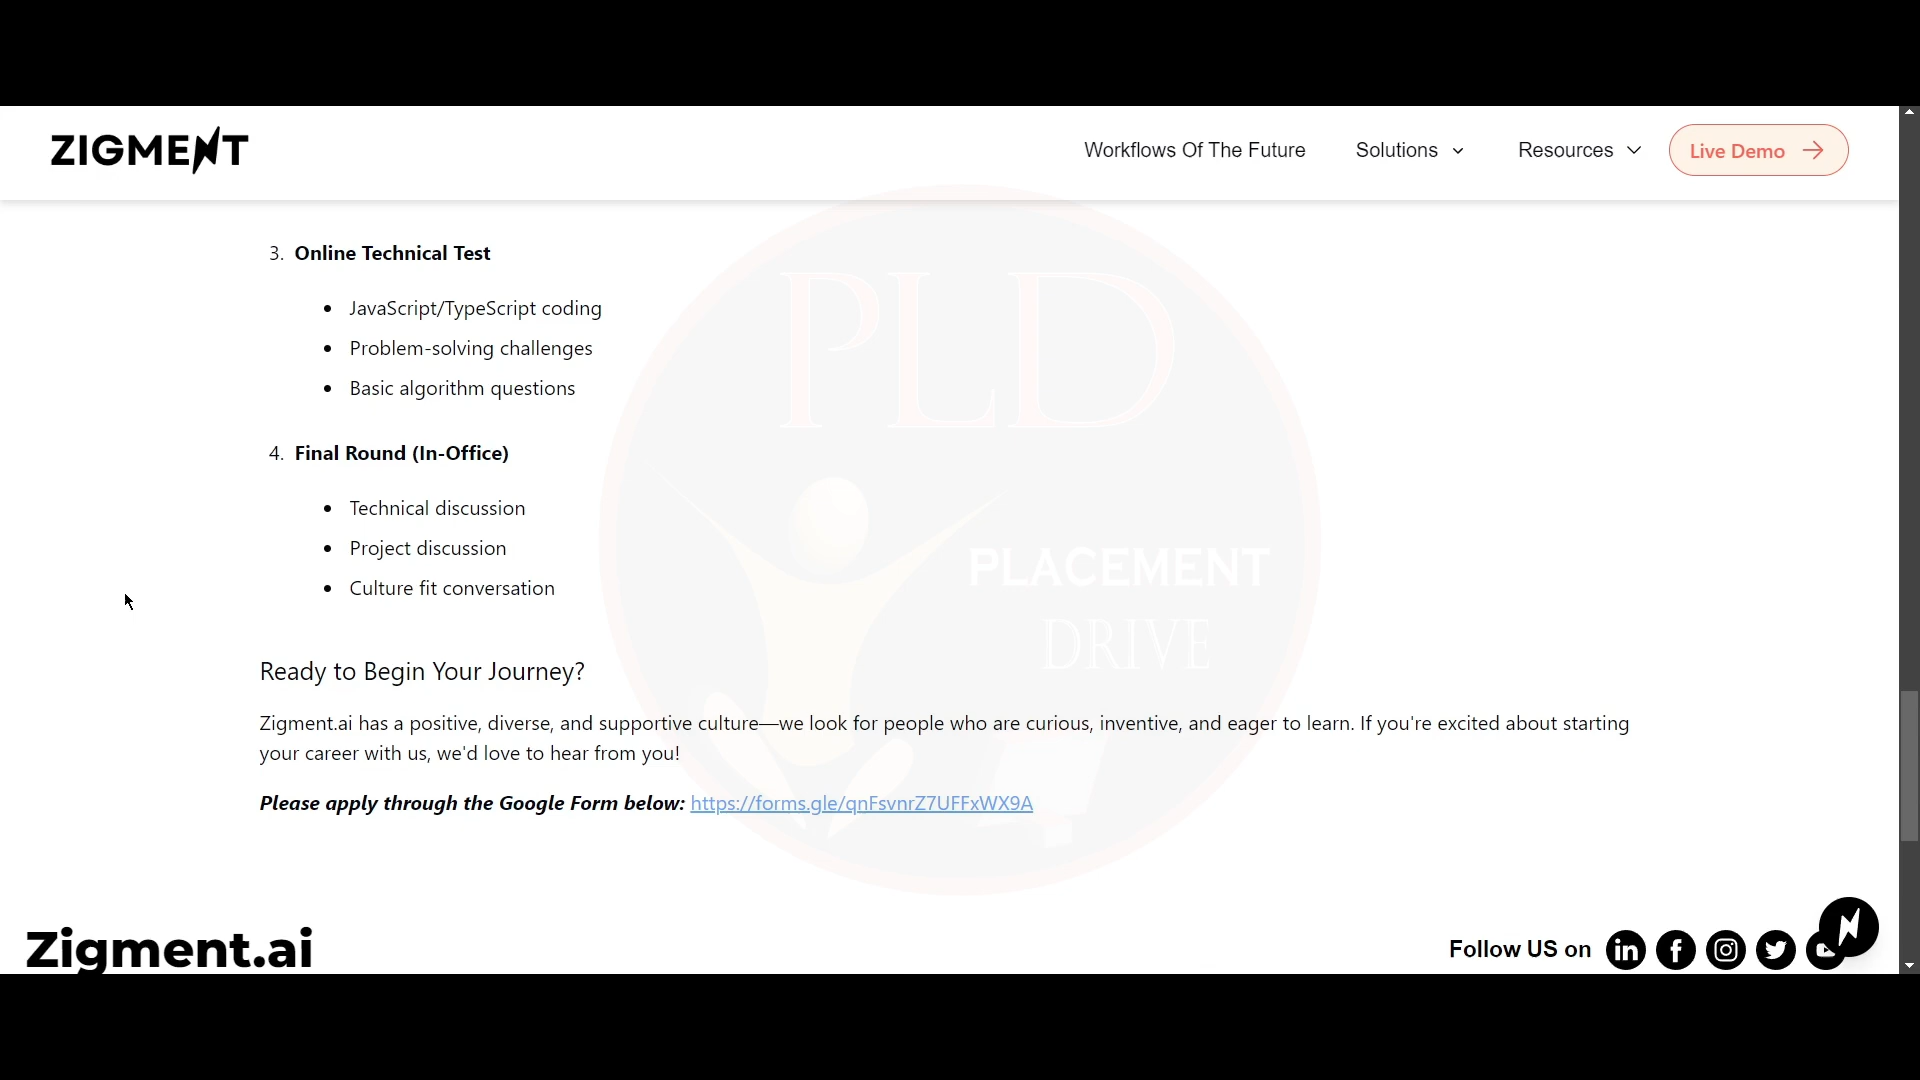 ZIGMENT
Workflows Of The Future
Solutions
Resources
Live Demo
3. Online Technical Test
• JavaScript/TypeScript coding
• Problem-solving challenges
• Basic algorithm questions
4. Final Round (In-Office)
• Technical discussion
• Project discussion
• Culture fit conversation
PLD
PLACEMENT
DRIVE
Ready to Begin Your Journey?
Zigment.ai has a positive, diverse, and supportive culture—we look for people who are curious, inventive, and eager to learn. If you're excited about starting
your career with us, we'd love to hear from you!
Please apply through the Google Form below: https://forms.gle/qnFsvnrZ7UFFxWX9A
Zigment.ai
Follow US on